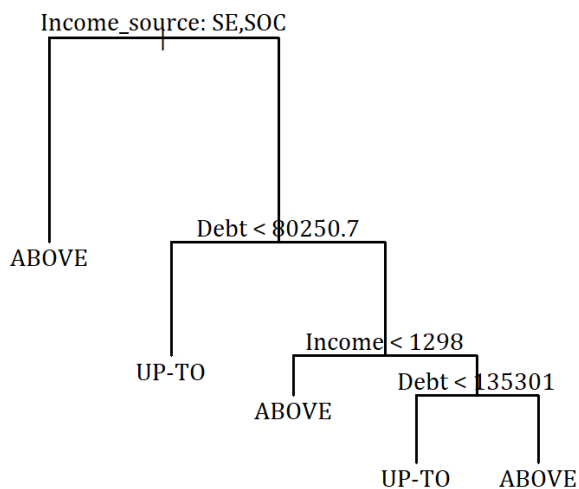 Income_source: SE,SOC
Debt < 80250.7
ABOVE
Income < 1298
UP-TO
Debt < 135301
ABOVE
UP-TO
ABOVE